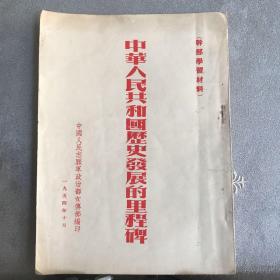 （幹部學習材料）
中華人民共和國歷史發展的里程碑
中國人民志願軍政治部宣傳部編印
一九五四年十月